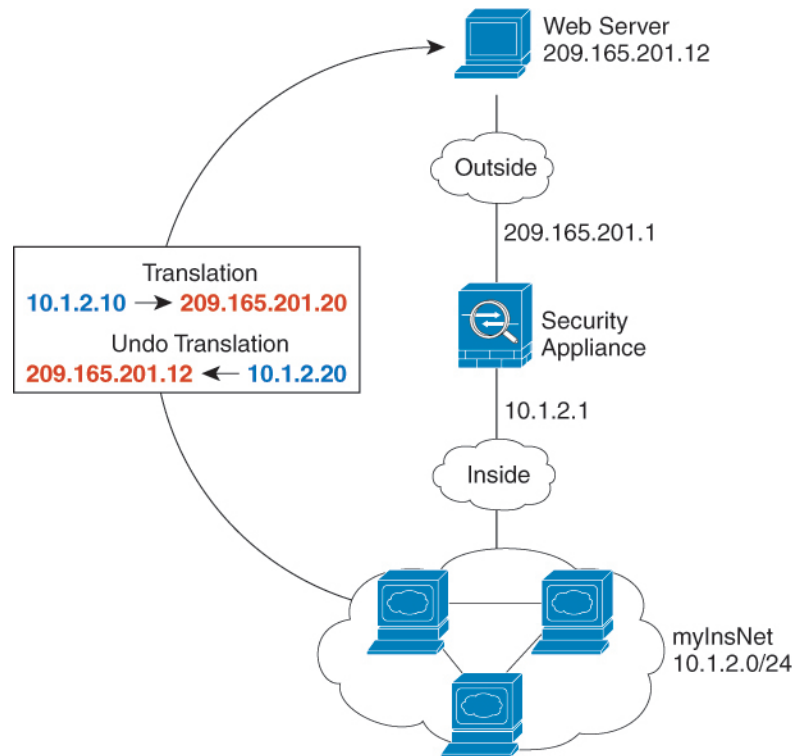 Web Server
209.165.201.12
Outside
209.165.201.1
Translation
10.1.2.10 → 209.165.201.20
Undo Translation
209.165.201.12 ← 10.1.2.20
Security
Appliance
10.1.2.1
Inside
myInsNet
10.1.2.0/24